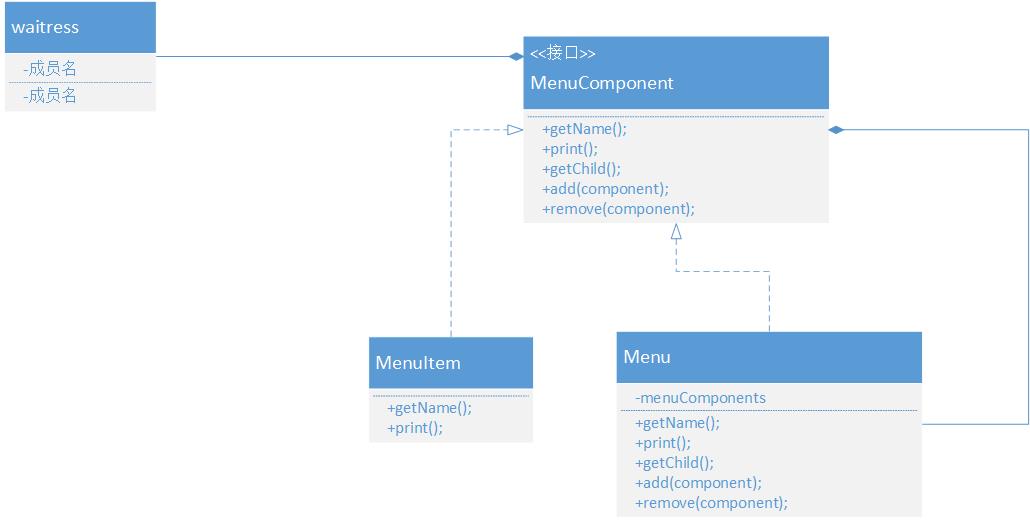 waitress
-成员名
-成员名
<<接口>>
MenuComponent
+getName();
+print();
+getChild();
+add(component);
+remove(component);
MenuItem
+getName();
+print();
Menu
-menuComponents
+getName();
+print();
+getChild();
+add(component);
+remove(component);